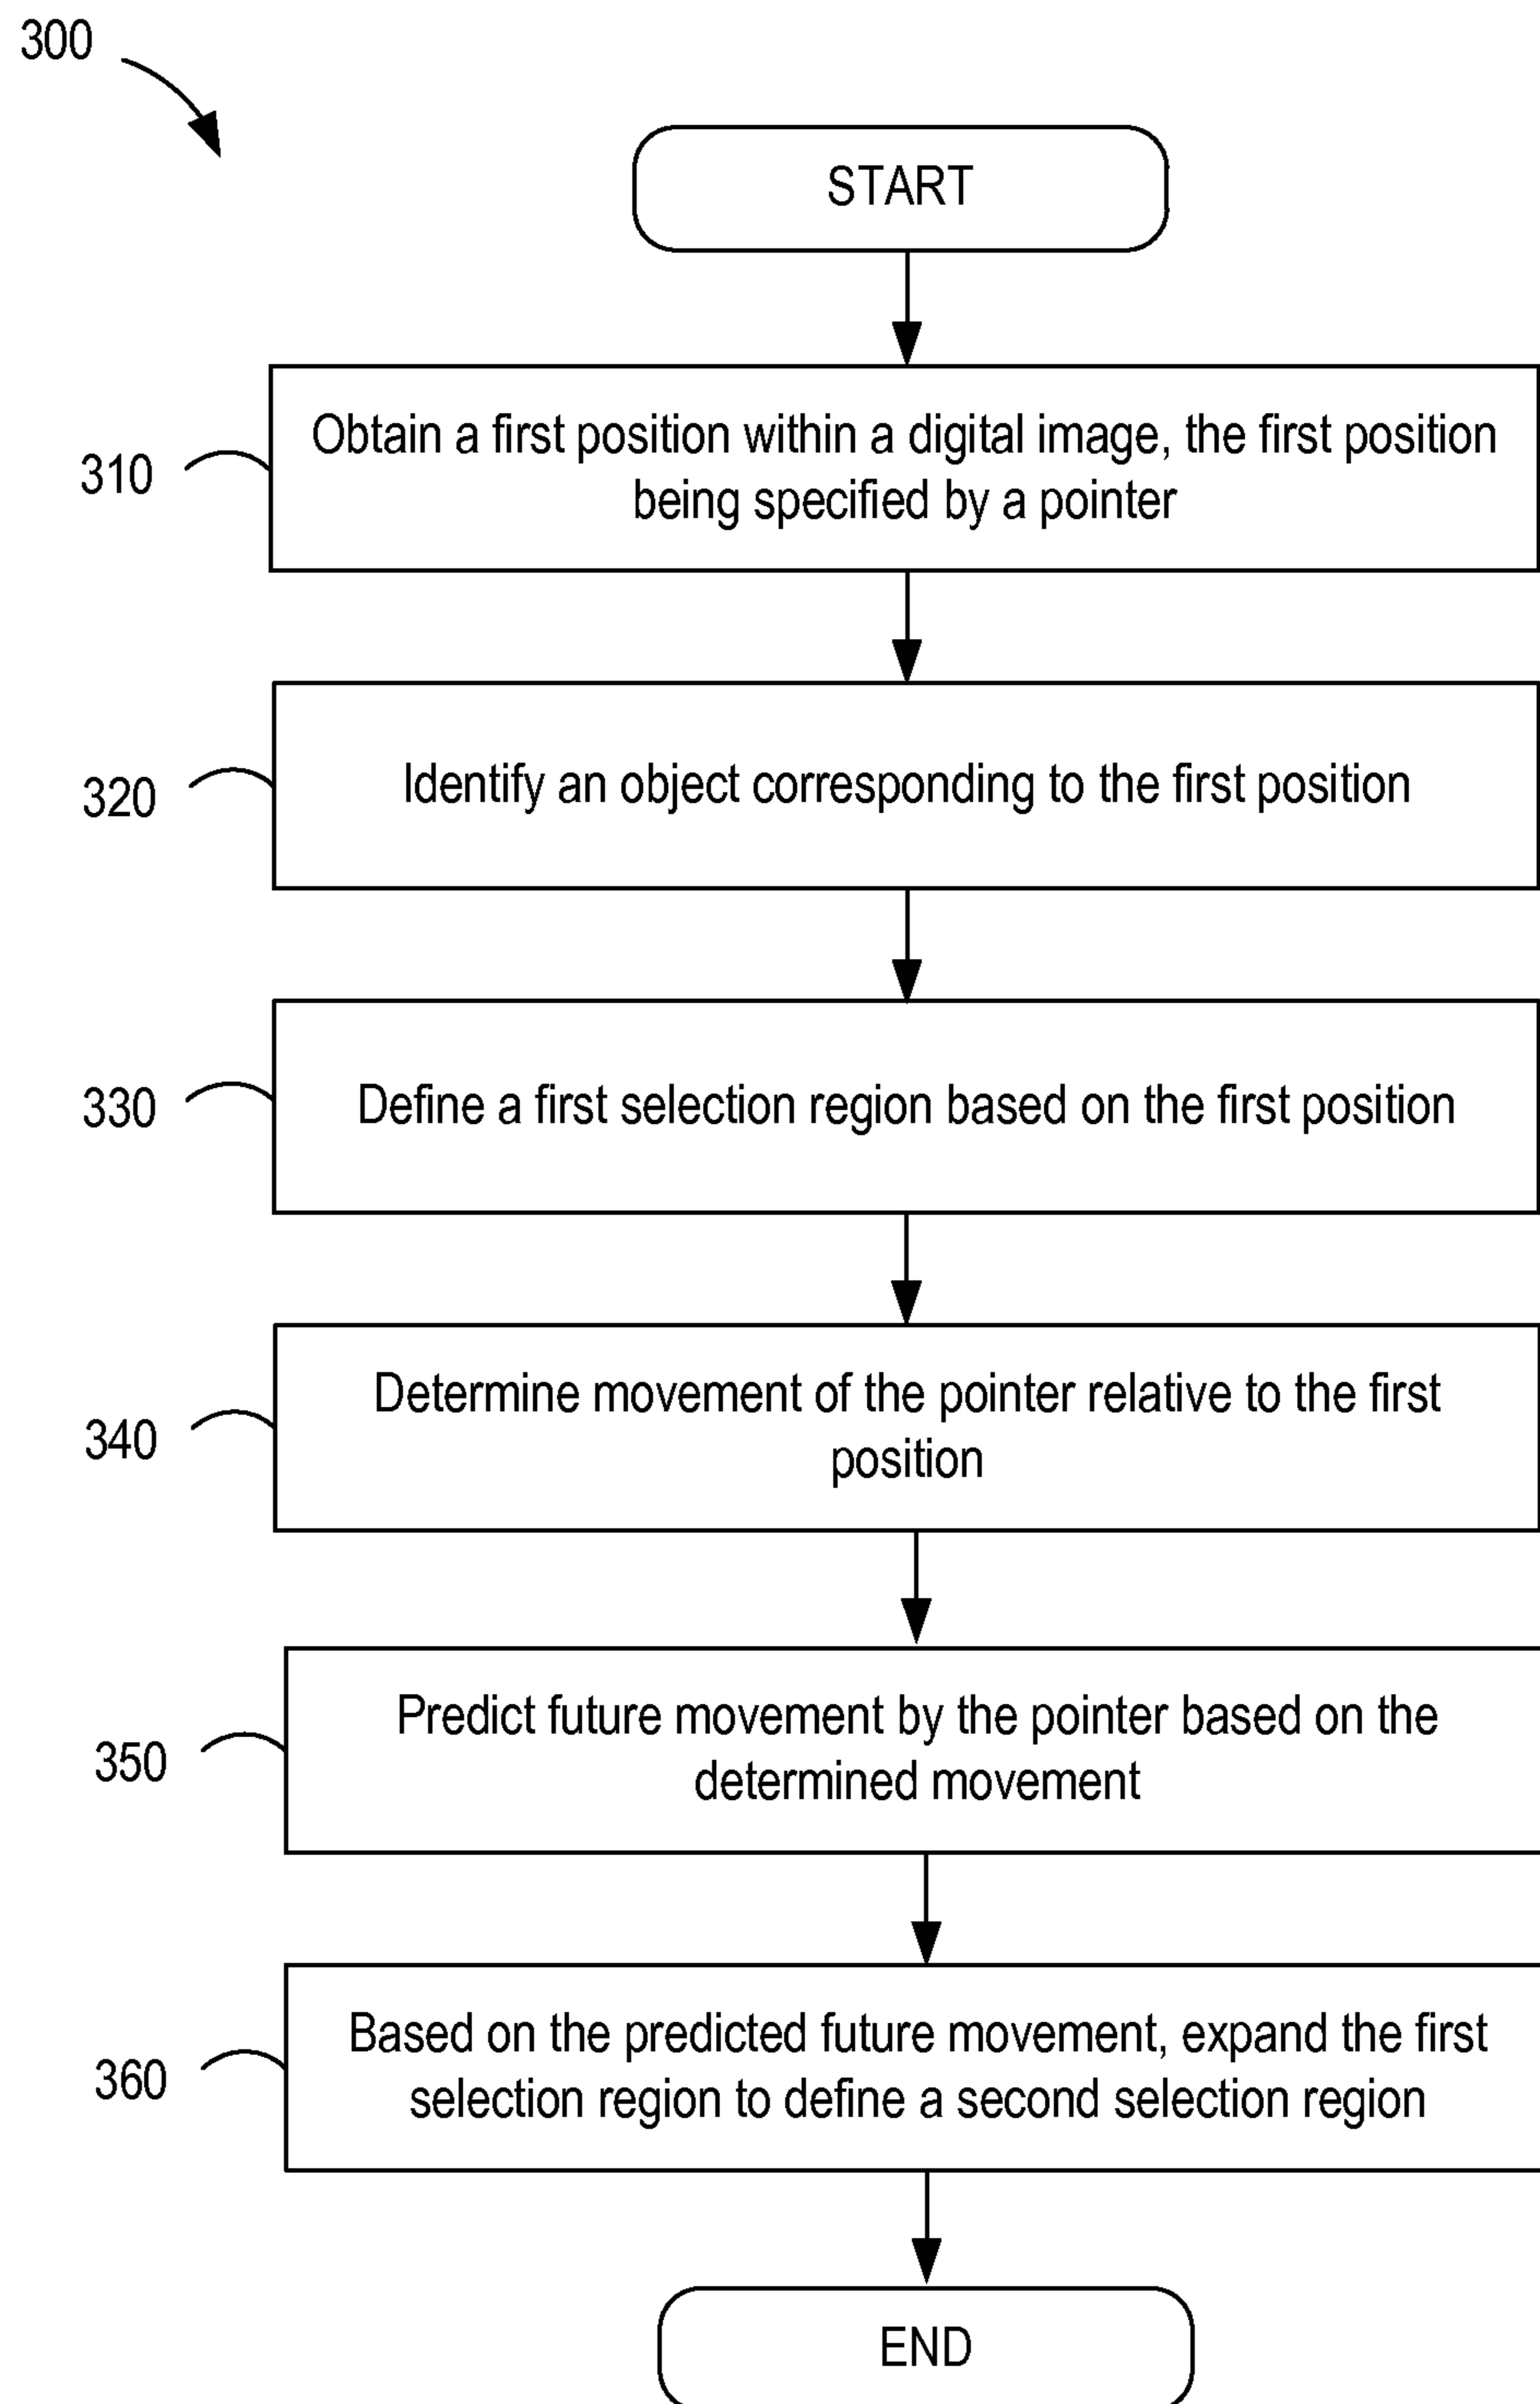 300
START
310
Obtain a first position within a digital image, the first position
being specified by a pointer
320
Identify an object corresponding to the first position
330
Define a first selection region based on the first position
340
Determine movement of the pointer relative to the first
position
350
Predict future movement by the pointer based on the
determined movement
360
Based on the predicted future movement, expand the first
selection region to define a second selection region
END